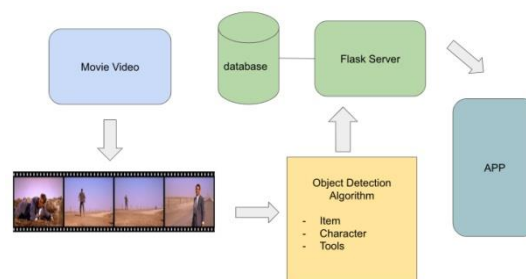 Movie Video
database
Flask Server
APP
Object Detection
Algorithm
- Item
- Character
- Tools